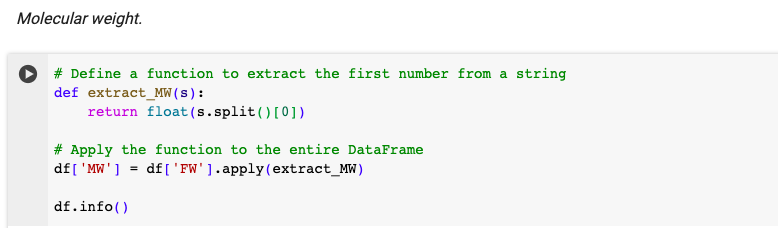 Molecular weight.
# Define a function to extract the first number from a string
def extract_MW(s):
    return float(s.split()[0])
# Apply the function to the entire DataFrame
df['MW'] = df['FW'].apply(extract_MW)
df.info()